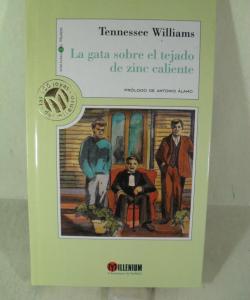 Tennessee Williams
La gata sobre el tejado
de zinc caliente
PRÓLOGO DE ANTONIO ÁLAMO
MILLENIUM